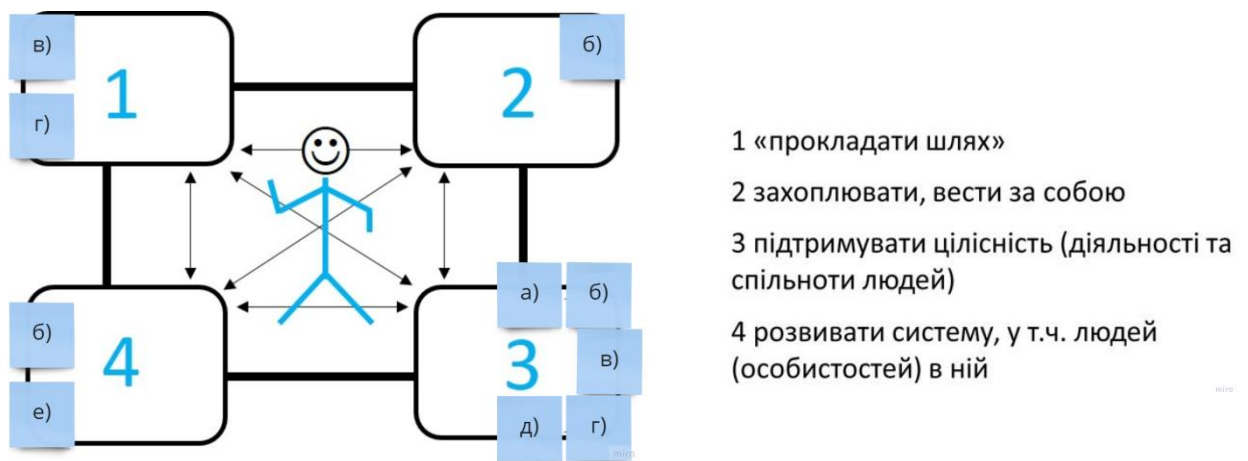 в)
б)
1
2
г)
а)
б)
б)
4
3
в)
е)
д)
г)
miro
1 «прокладати шлях»
2 захоплювати, вести за собою
3 підтримувати цілісність (діяльності та
спільноти людей)
4 розвивати систему, у т.ч. людей
(особистостей) в ній
miro